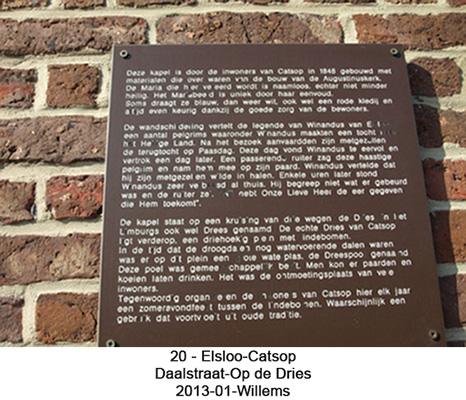 Deze kapel is door de inwoners van Catsop in 1848 gebouwd met
materialen die over waren van de bouw van de Augustinuskerk.
De Maria die hier vereerd wordt is naamloos, echter niet minder
heilig. Het Mariabeeld is uniek door haar eenvoud.
Soms draagt ze blauw, dan weer wit, ook wel een rode kledij en
altijd even keurig dankzij de goede zorg van de bewoners.
De wandschildering vertelt de legende van Winandus van
een aantal pelgrims waaronder Winandus maakten een tocht
het Heilige Land. Na het bezoek aanvaardden zijn metgezellen
de terugtocht op Paasdag. Deze dag vond Winandus te eervol en
vertrok een dag later. Een passerende ruiter zag deze haastige
pelgrim en nam hem mee op zijn paard. Winandus vertelde dat
hij zijn metgezellen wilde inhalen. Enkele uren later stond
Winandus zeer verbaasd al thuis. Hij begreep niet wat er gebeurd
was en de ruiter hebt Onze Lieve Heer de eer gegeven
die Hem toekomt".
De kapel staat op een kruising van drie wegen de Dries in het
Limburgs ook wel Drees genaamd. De echte Dries van Catsop
ligt verderop, een driehoekig plein met lindebomen.
In de tijd dat de droogdalen nog watervoerende dalen waren
was er op dit plein een waterplas, de Dreespool genaamd.
Deze poel was gemeenschappelijk bezit. Men kon er paarden en
koeien laten drinken. Het was de ontmoetingsplaats van vele
inwoners.
Tegenwoordig organiseren de inwoners van Catsop hier elk jaar
een zomeravondfeest tussen de lindebomen. Waarschijnlijk een
gebruik dat voortvloeit uit oude traditie.
20 - Elsloo-Catsop
Daalstraat-Op de Dries
2013-01-Willems